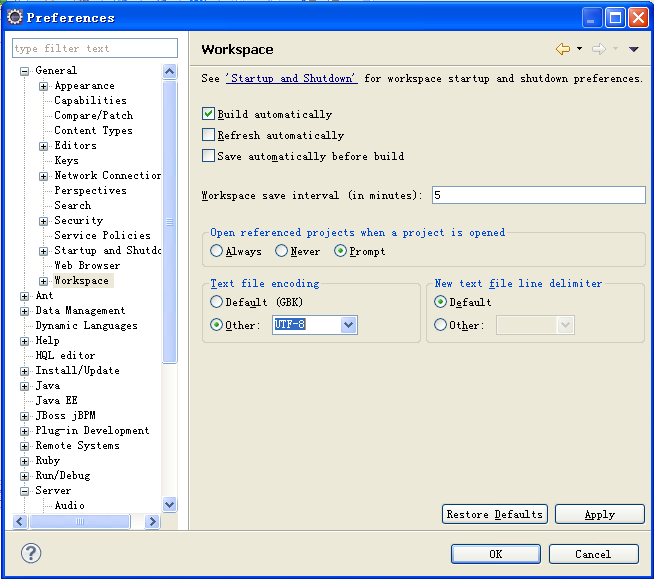 Preferences
type filter text
General
Appearance
Capabilities
Compare/Patch
Content Types
Editors
Keys
Network Connection
Perspectives
Search
Security
Service Policies
Startup and Shutdo
Web Browser
Workspace
Ant
Data Management
Dynamic Languages
Help
HQL editor
Install/Update
Java
Java EE
JBoss jBPM
Plug-in Development
Remote Systems
Ruby
Run/Debug
Server
Audio
Workspace
See 'Startup and Shutdown' for workspace startup and shutdown preferences.
Build automatically
Refresh automatically
Save automatically before build
Workspace save interval (in minutes): 5
Open referenced projects when a project is opened
Always Never Prompt
Text file encoding
Default (GBK)
Other: UTF-8
New text file line delimiter
Default
Other:
Restore Defaults Apply
? OK Cancel